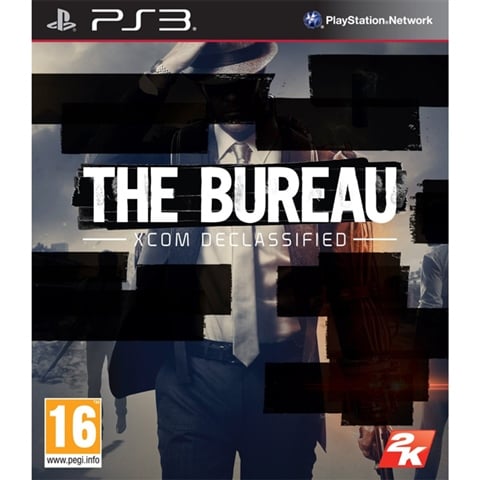 PS3
PlayStation®Network
THE BUREAU
XCOM DECLASSIFIED
16
www.pegi.info
2K